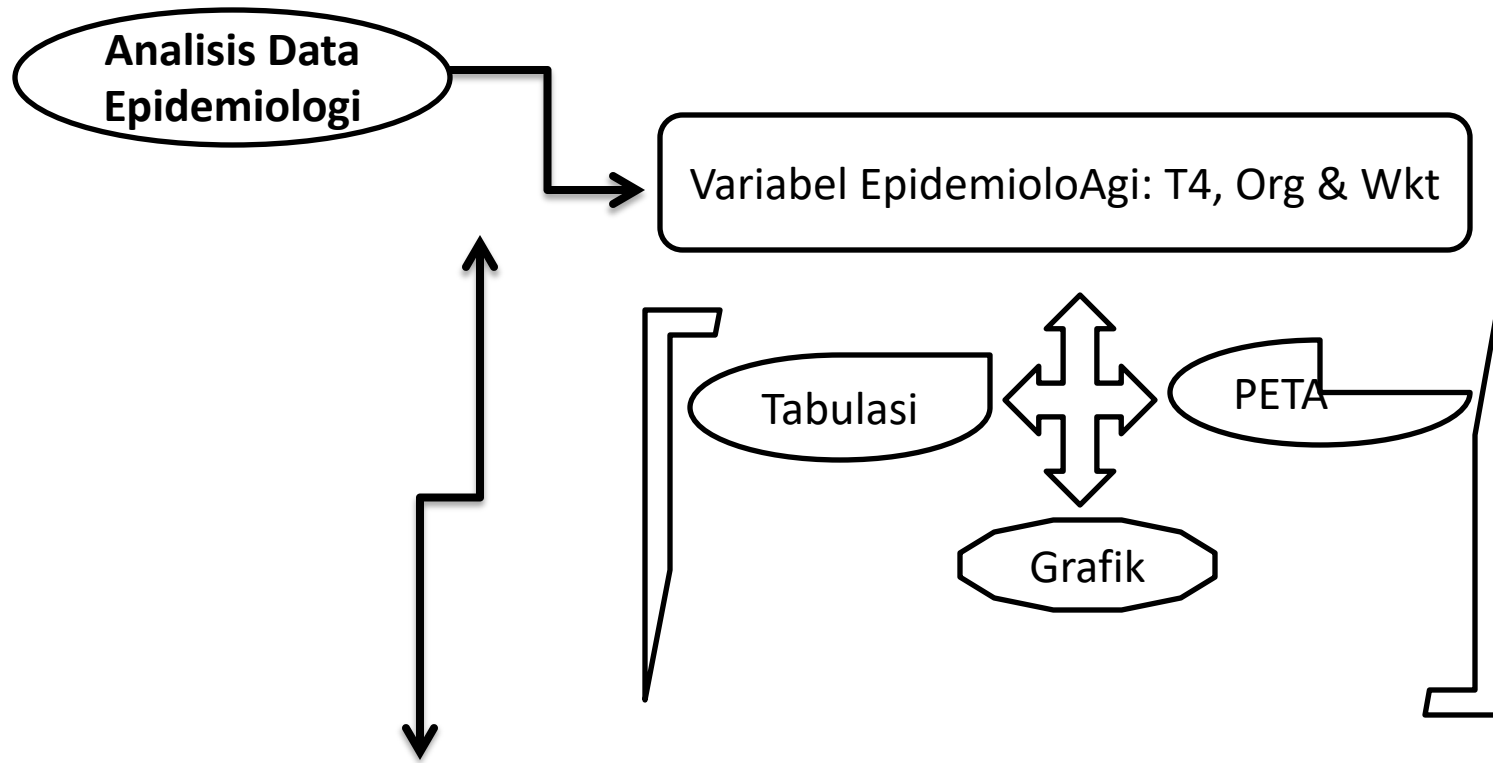 Analisis Data
Epidemiologi
Variabel EpidemioloAgi: T4, Org & Wkt
Tabulasi
PETA
Grafik